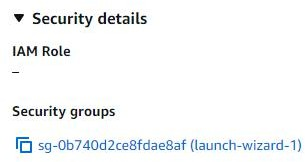 Security details
IAM Role
–
Security groups
sg-0b740d2ce8fdae8af (launch-wizard-1)